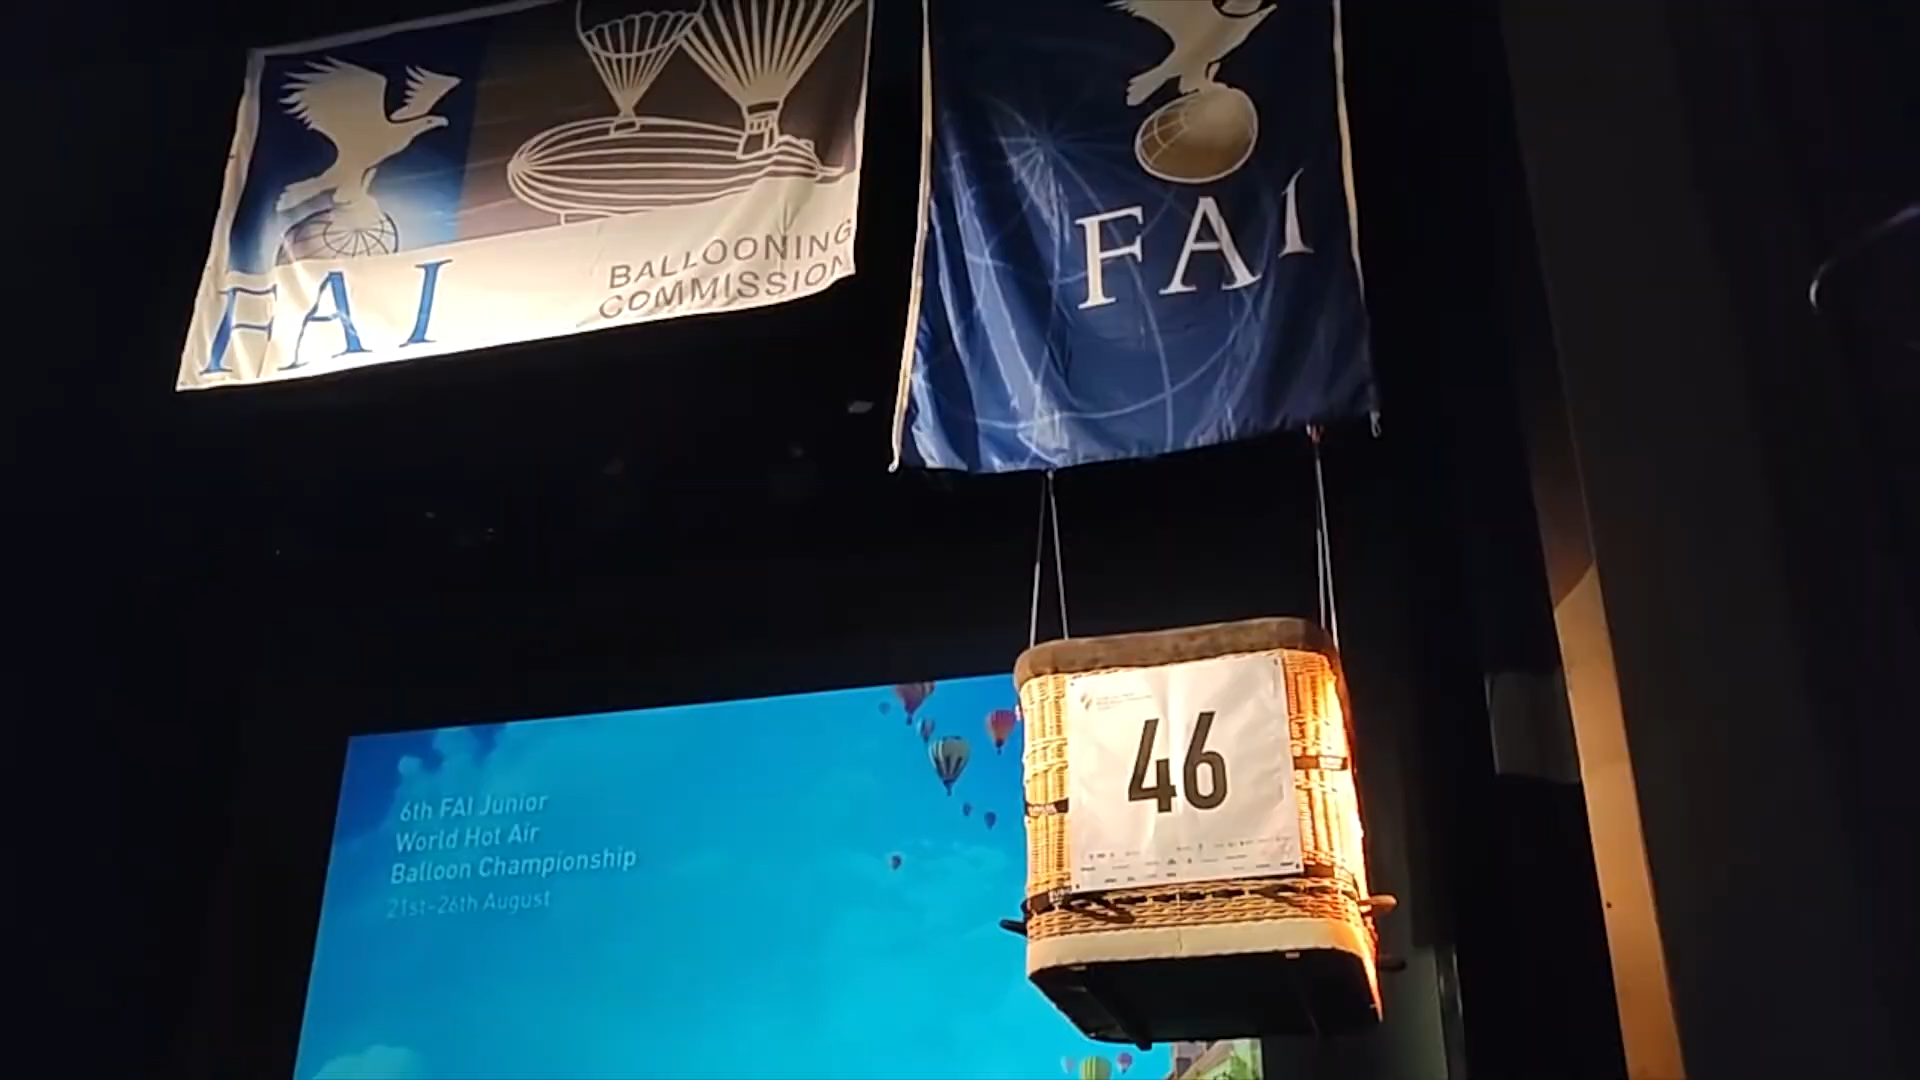 FAI
BALLOONING
COMMISSION
FAI
46
6th FAI Junior
World Hot Air
Balloon Championship
21st-26th August